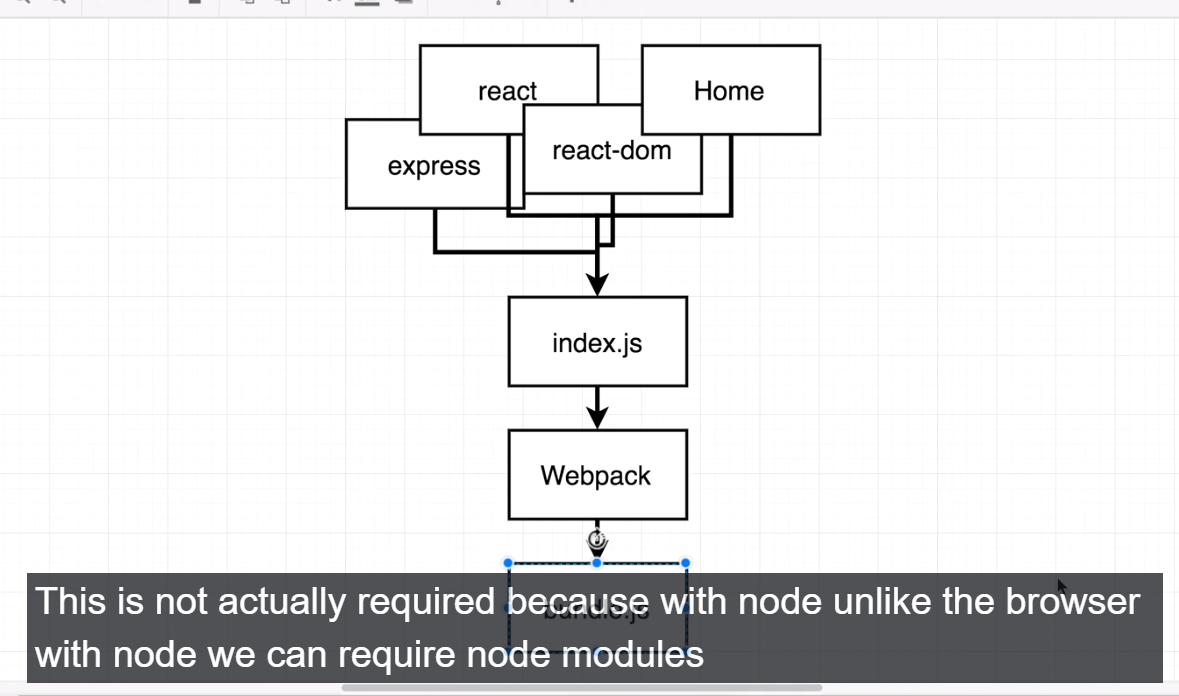 react
Home
react-dom
express
index.js
Webpack
bundle.js
This is not actually required because with node unlike the browser
with node we can require node modules